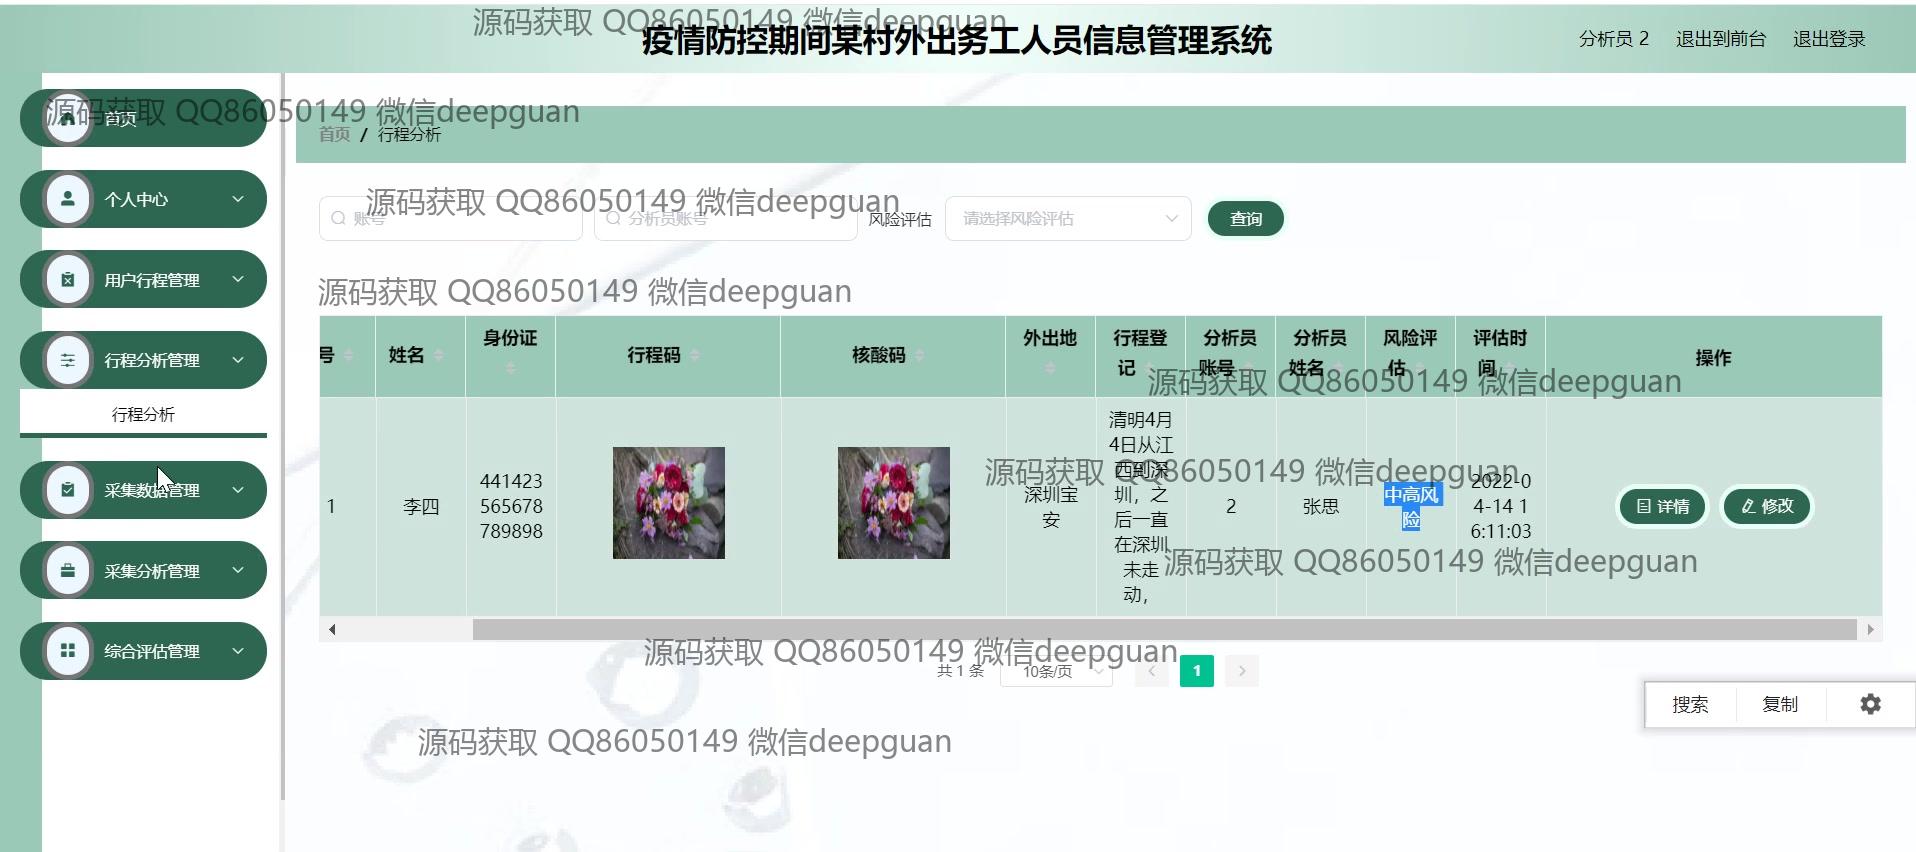 源码获取 QQ86050149 微信deepguan
疫情防控期间某村外出务工人员信息管理系统
分析员 2 退出到前台 退出登录
源码获取 QQ86050149 微信deepguan
首页
首页 / 行程分析
个人中心
源码获取 QQ86050149 微信deepguan
账号 分析员账号 风险评估 请选择风险评估 查询
用户行程管理
源码获取 QQ86050149 微信deepguan
行程分析管理
行程分析
采集数据管理
采集分析管理
综合评估管理
号 姓名 身份证 行程码 核酸码 外出地 行程登 分析员 分析员 风险评 评估时 操作
记 账号 姓名 估 间
源码获取 QQ86050149 微信deepguan
1
李四
441423
565678
789898
深圳宝
安
清明4月
4日从江
西到深
圳，之
后一直
在深圳
未走
动，
2
张思
中高风
险
2022-0
4-14 1
6:11:03
详情 修改
源码获取 QQ86050149 微信deepguan
源码获取 QQ86050149 微信deepguan
源码获取 QQ86050149 微信deepguan
共 1 条 10条/页 1
搜索 复制
源码获取 QQ86050149 微信deepguan